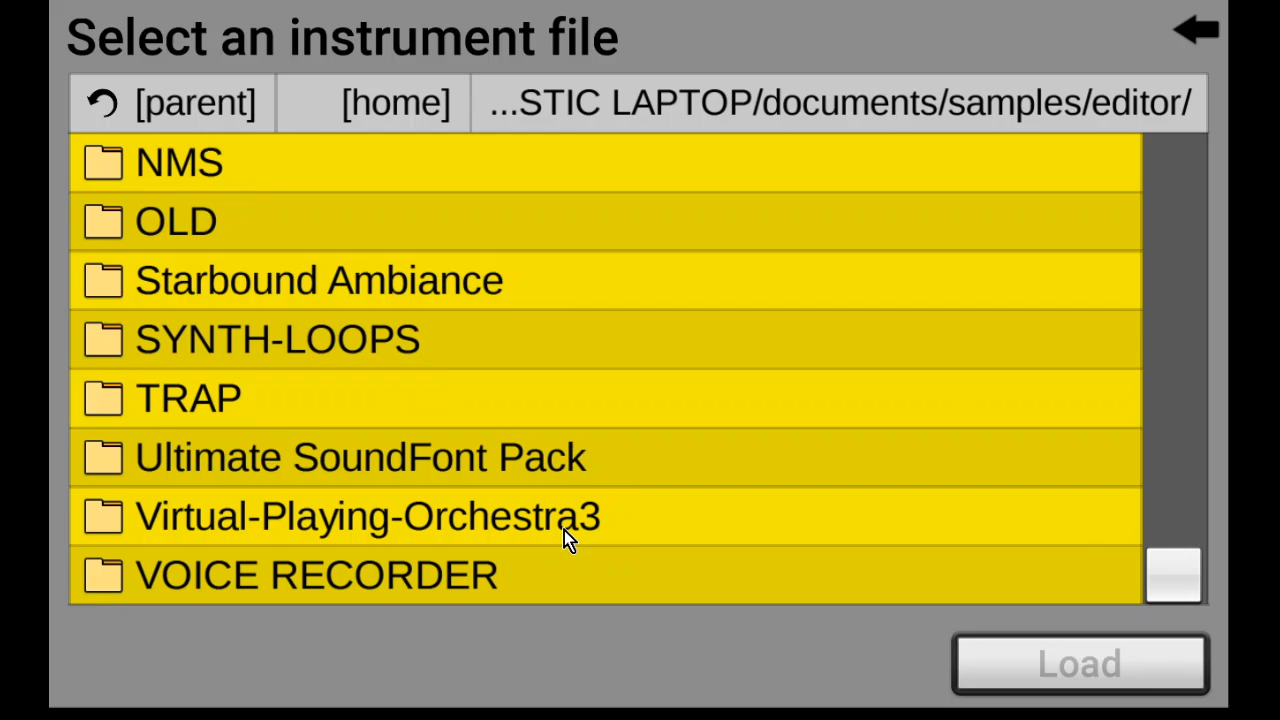 Select an instrument file
[parent] [home] ...STIC LAPTOP/documents/samples/editor/
NMS
OLD
Starbound Ambiance
SYNTH-LOOPS
TRAP
Ultimate SoundFont Pack
Virtual-Playing-Orchestra3
VOICE RECORDER
Load